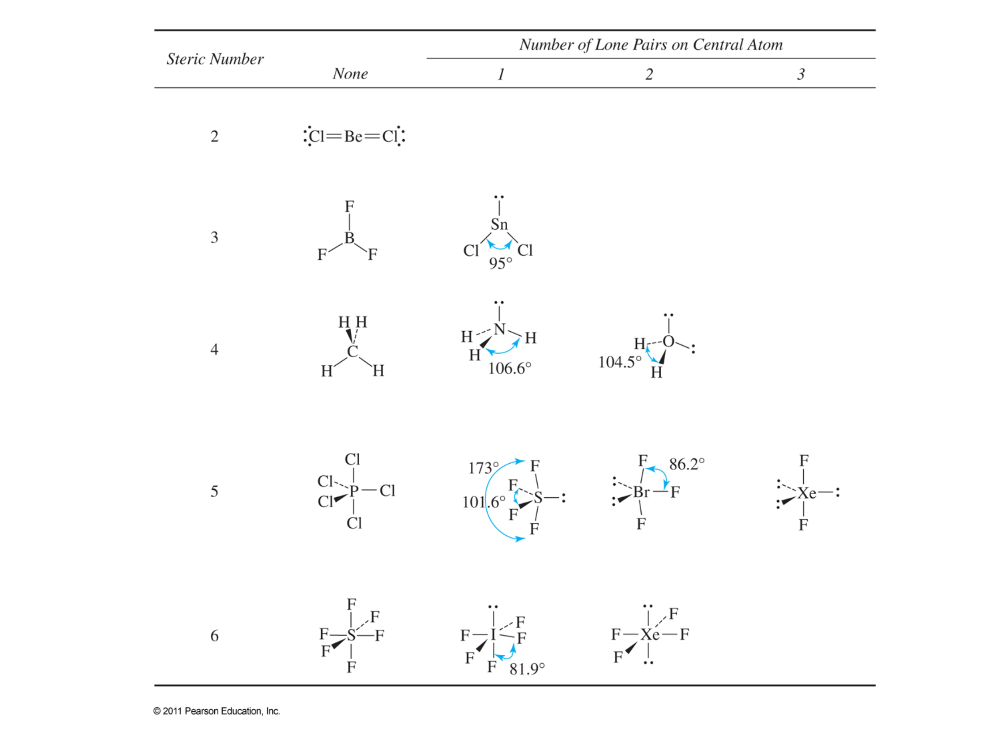 Number of Lone Pairs on Central Atom
Steric Number
None 1 2 3
2 :Cl=Be=Cl:
F
B
F F
3
Sn
Cl Cl
95°
H H
C
H H
4
N
H H
H
106.6°
H O
104.5°
H
Cl
Cl
P — Cl
Cl
Cl
5
173° F
F
S
101.6°
F
F
F 86.2°
Br — F
F
F
Xe
F
F
F
F—S—F
F
F
6
F
F—I—F
F
F 81.9°
F
F—Xe—F
F
© 2011 Pearson Education, Inc.